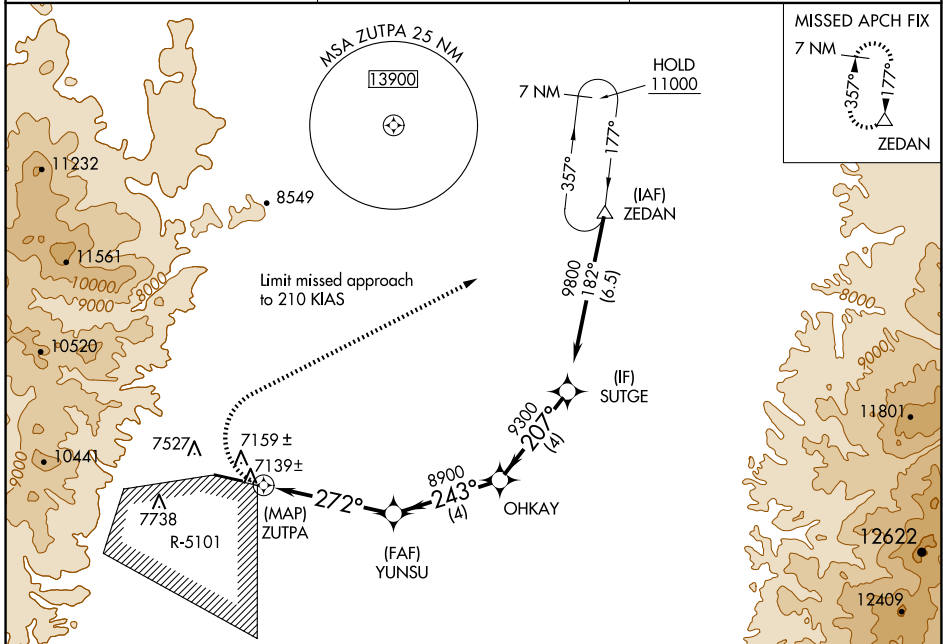 MSA ZUTPA 25 NM
13900
HOLD
11000
7 NM
357°
177°
(IAF)
ZEDAN
MISSED APCH FIX
7 NM
357°
177°
ZEDAN
11232
8549
11561
10000
9000
8000
10520
9000
10441
Limit missed approach
to 210 KIAS
9800
182°
(6.5)
(IF)
SUTGE
9300
207°
(4)
OHKAY
8900
243°
(4)
(FAF)
YUNSU
272°
(MAP)
ZUTPA
7527
7159 ±
7139±
7738
R-5101
8000
9000
11801
12622
12409